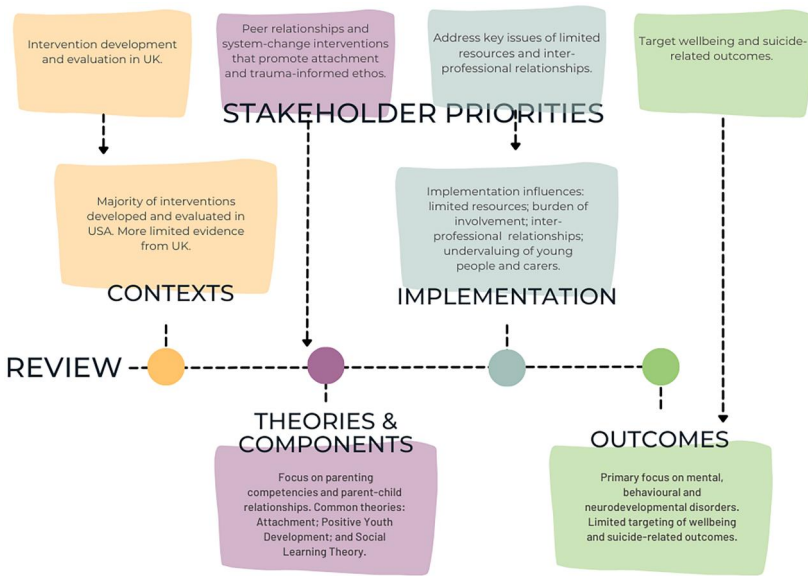 Intervention development
and evaluation in UK.
Peer relationships and
system-change interventions
that promote attachment
and trauma-informed ethos.
Address key issues of limited
resources and inter-
professional relationships.
Target wellbeing and suicide-
related outcomes.
STAKEHOLDER PRIORITIES
Majority of interventions
developed and evaluated in
USA. More limited evidence
from UK.
Implementation influences:
limited resources; burden of
involvement; inter-
professional relationships;
undervaluing of young
people and carers.
CONTEXTS
IMPLEMENTATION
REVIEW
THEORIES &
COMPONENTS
OUTCOMES
Focus on parenting
competencies and parent-child
relationships. Common theories:
Attachment; Positive Youth
Development; and Social
Learning Theory.
Primary focus on mental,
behavioural and
neurodevelopmental disorders.
Limited targeting of wellbeing
and suicide-related outcomes.